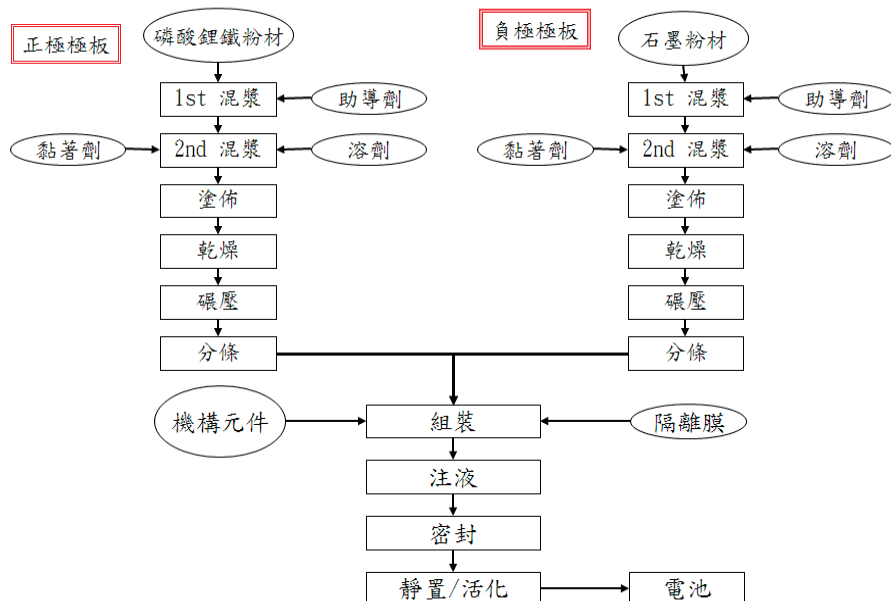 正極極板
磷酸鋰鐵粉材
負極極板
石墨粉材
1st 混漿
助導劑
1st 混漿
助導劑
黏著劑
2nd 混漿
溶劑
黏著劑
2nd 混漿
溶劑
塗佈
塗佈
乾燥
乾燥
碾壓
碾壓
分條
分條
機構元件
組裝
隔離膜
注液
密封
靜置/活化
電池